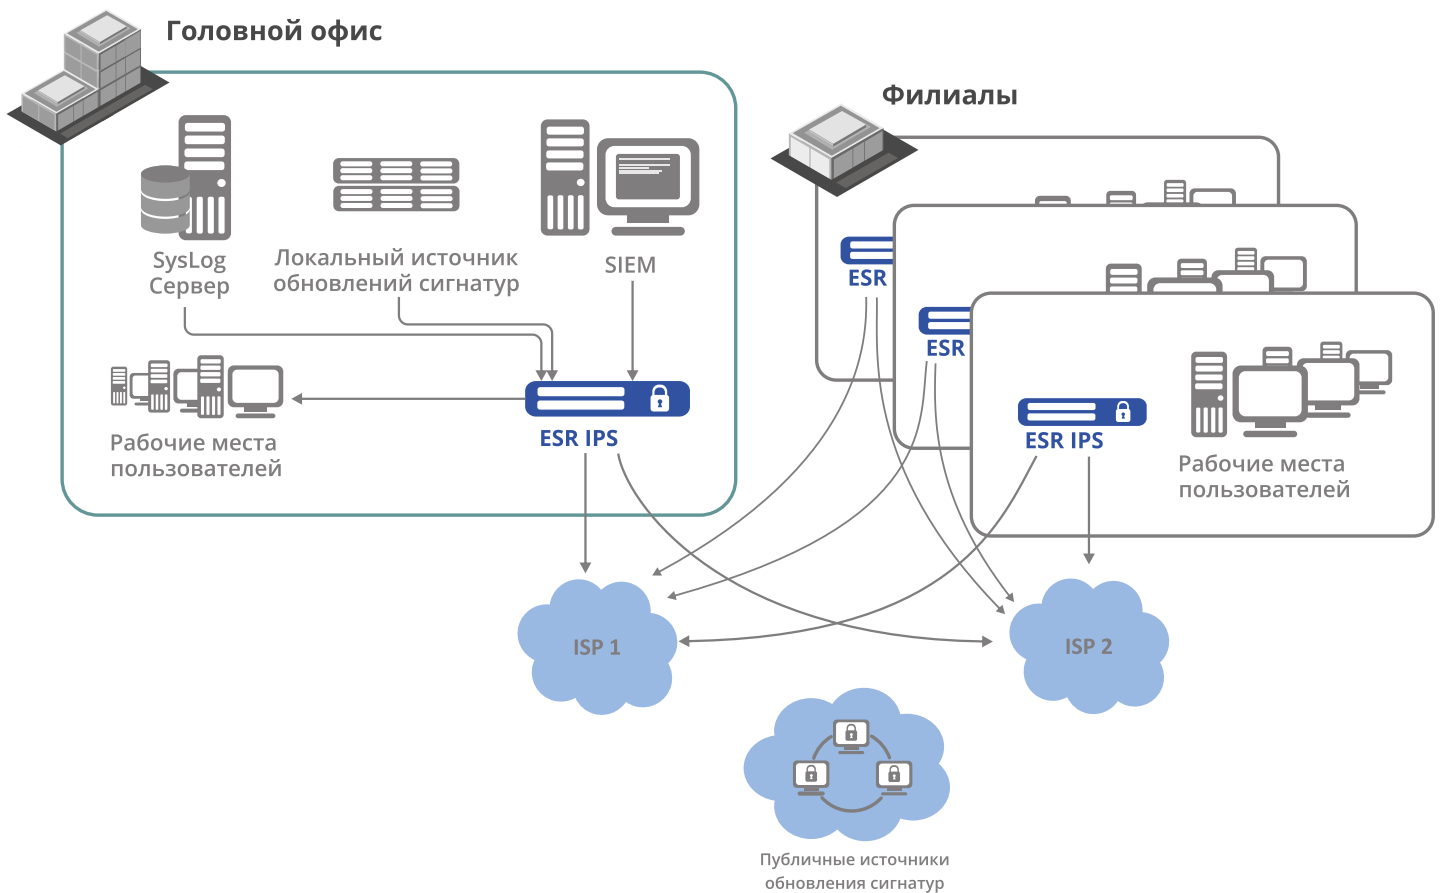 Головной офис
SysLog
Сервер
Локальный источник
обновлений сигнатур
SIEM
Рабочие места
пользователей
ESR IPS
Филиалы
ESR
ESR
ESR IPS
Рабочие места
пользователей
ISP 1
ISP 2
Публичные источники
обновления сигнатур